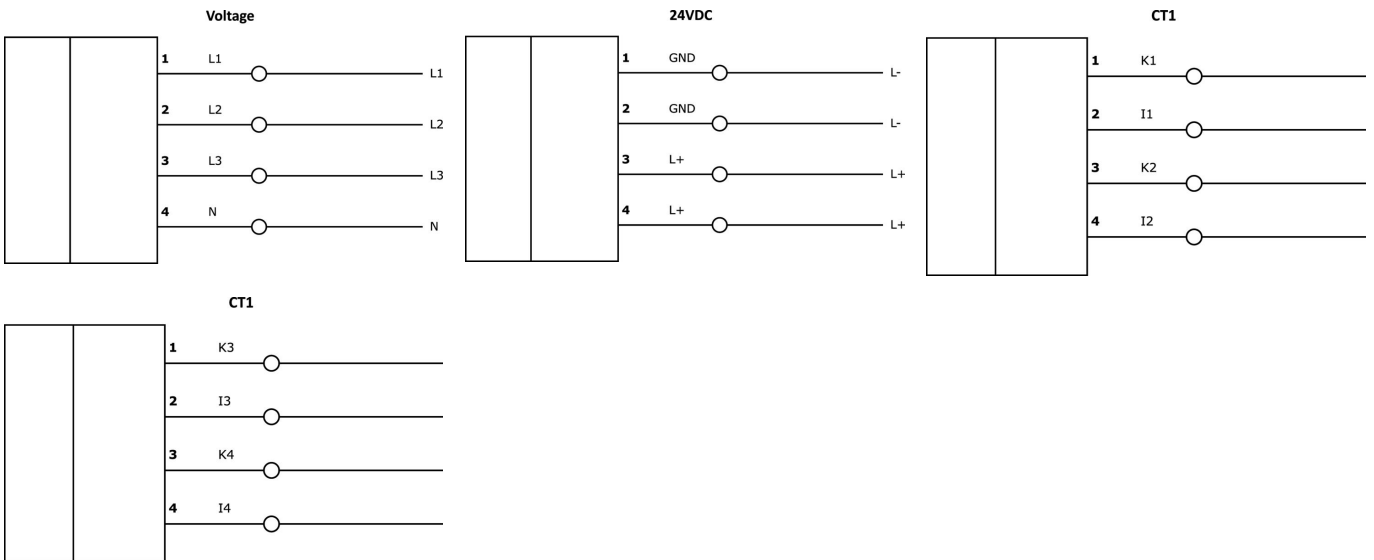 Voltage
1 L1 L1
2 L2 L2
3 L3 L3
4 N N
24VDC
1 GND L-
2 GND L-
3 L+ L+
4 L+ L+
CT1
1 K1
2 I1
3 K2
4 I2
CT1
1 K3
2 I3
3 K4
4 I4